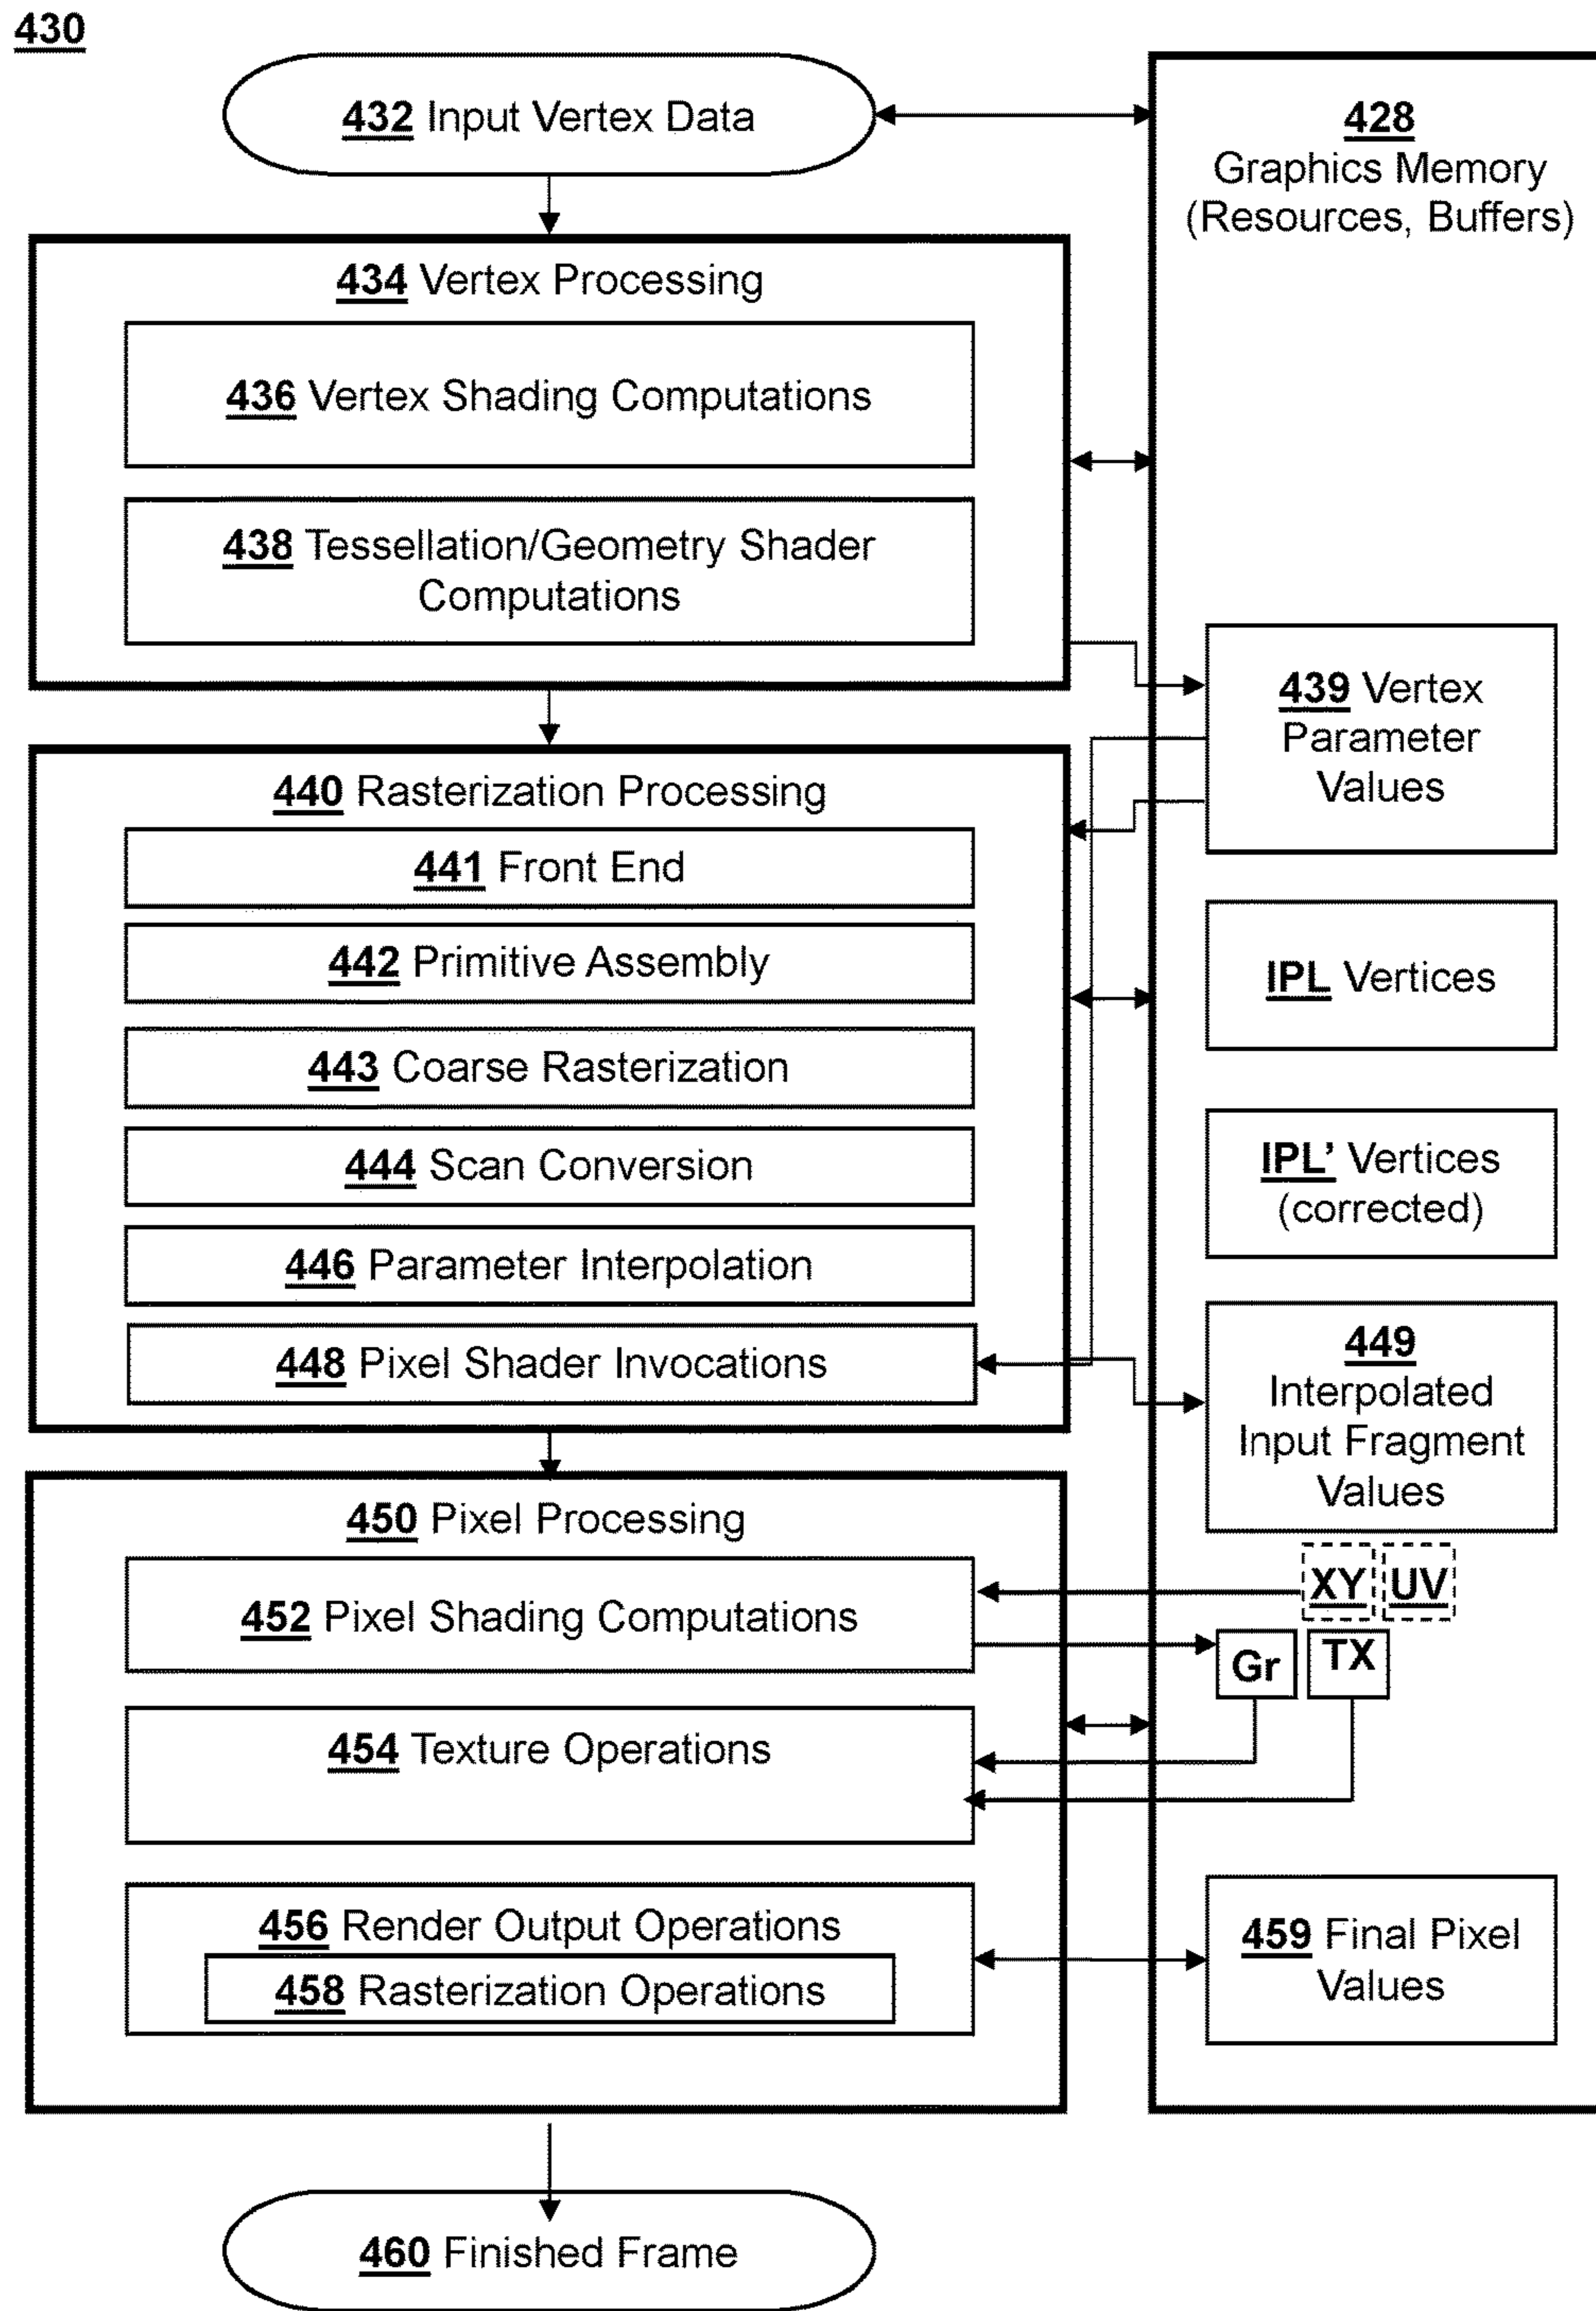 430
432 Input Vertex Data
434 Vertex Processing
436 Vertex Shading Computations
438 Tessellation/Geometry Shader
Computations
440 Rasterization Processing
441 Front End
442 Primitive Assembly
443 Coarse Rasterization
444 Scan Conversion
446 Parameter Interpolation
448 Pixel Shader Invocations
450 Pixel Processing
452 Pixel Shading Computations
454 Texture Operations
456 Render Output Operations
458 Rasterization Operations
460 Finished Frame
428
Graphics Memory
(Resources, Buffers)
439 Vertex
Parameter
Values
IPL Vertices
IPL' Vertices
(corrected)
449
Interpolated
Input Fragment
Values
XY UV
Gr TX
459 Final Pixel
Values